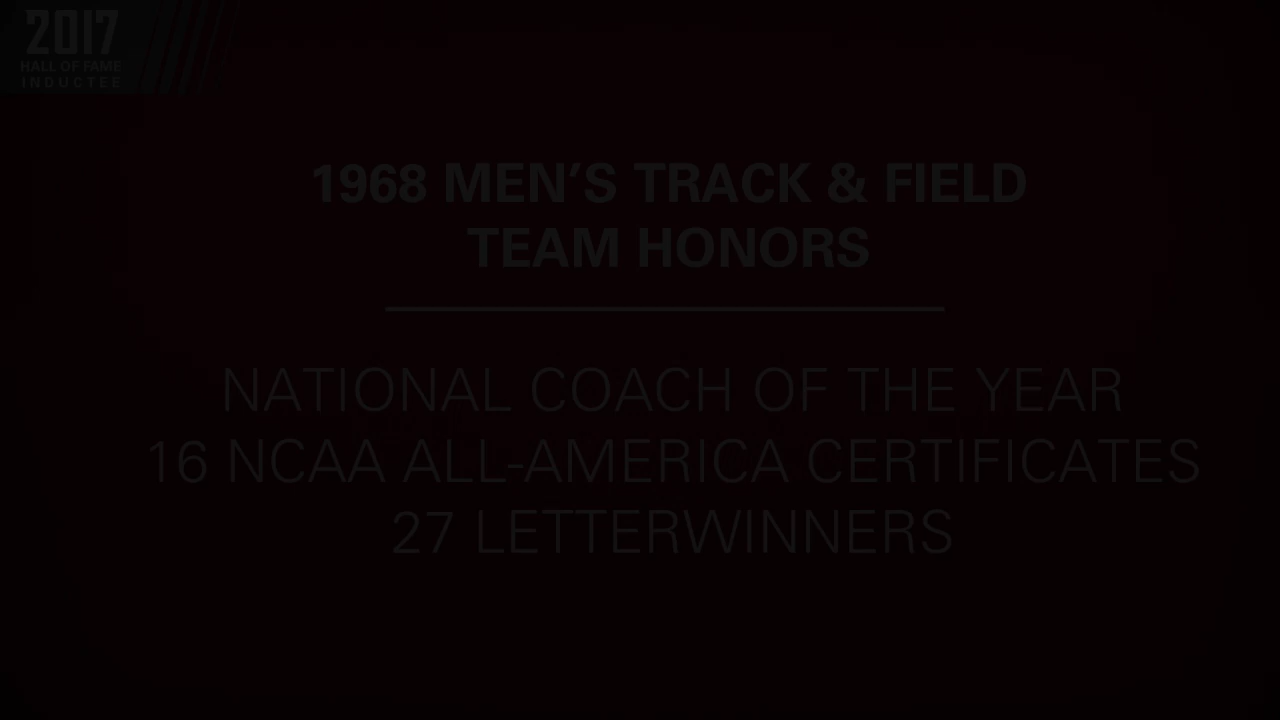 2017
HALL OF FAME
INDUCTEE
1968 MEN’S TRACK & FIELD
TEAM HONORS
NATIONAL COACH OF THE YEAR
16 NCAA ALL-AMERICA CERTIFICATES
27 LETTERWINNERS